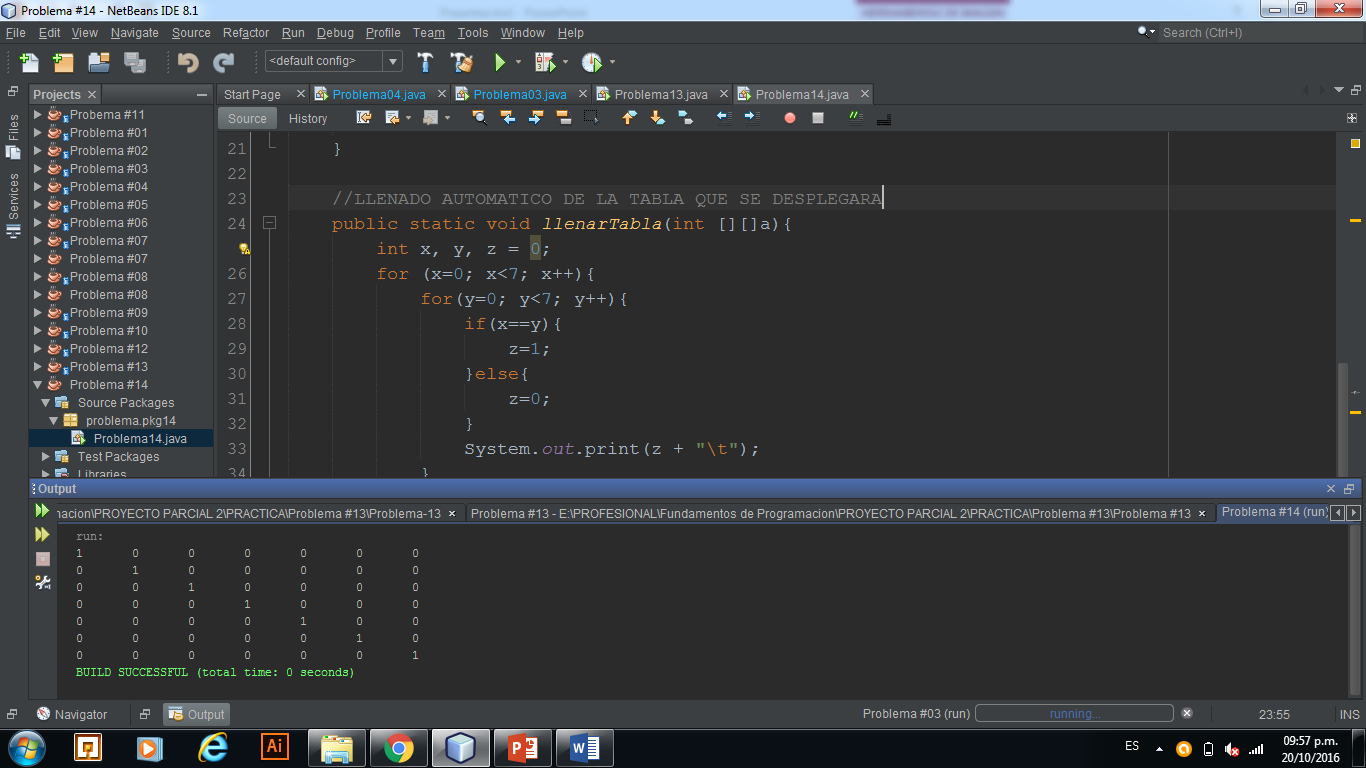 Problema #14 - NetBeans IDE 8.1
File Edit View Navigate Source Refactor Run Debug Profile Team Tools Window Help
Search (Ctrl+I)
<default config>
Projects
Start Page Problema04.java Problema03.java Problema13.java Problema14.java
Source History
Files
Services
Probema #11
Problema #01
Problema #02
Problema #03
Problema #04
Problema #05
Problema #06
Problema #07
Problema #07
Problema #08
Problema #08
Problema #09
Problema #10
Problema #12
Problema #13
Problema #14
Source Packages
problema.pkg14
Problema14.java
Test Packages
Libraries
21 }
22
23 //LLENADO AUTOMATICO DE LA TABLA QUE SE DESPLEGARA
24 public static void llenarTabla(int [][]a){
int x, y, z = 0;
26 for (x=0; x<7; x++){
27 for(y=0; y<7; y++){
28 if(x==y){
29 z=1;
30 }else{
31 z=0;
32 }
33 System.out.print(z + "\t");
34 }
Output
nacion\PROYECTO PARCIAL 2\PRACTICA\Problema #13\Problema-13 Problema #13 - E:\PROFESIONAL\Fundamentos de Programacion\PROYECTO PARCIAL 2\PRACTICA\Problema #13\Problema #13 Problema #14 (run)
run:
1 0 0 0 0 0 0
0 1 0 0 0 0 0
0 0 1 0 0 0 0
0 0 0 1 0 0 0
0 0 0 0 1 0 0
0 0 0 0 0 1 0
0 0 0 0 0 0 1
BUILD SUCCESSFUL (total time: 0 seconds)
Navigator Output Problema #03 (run) running... 23:55 INS
Ai ES 09:57 p.m.
20/10/2016